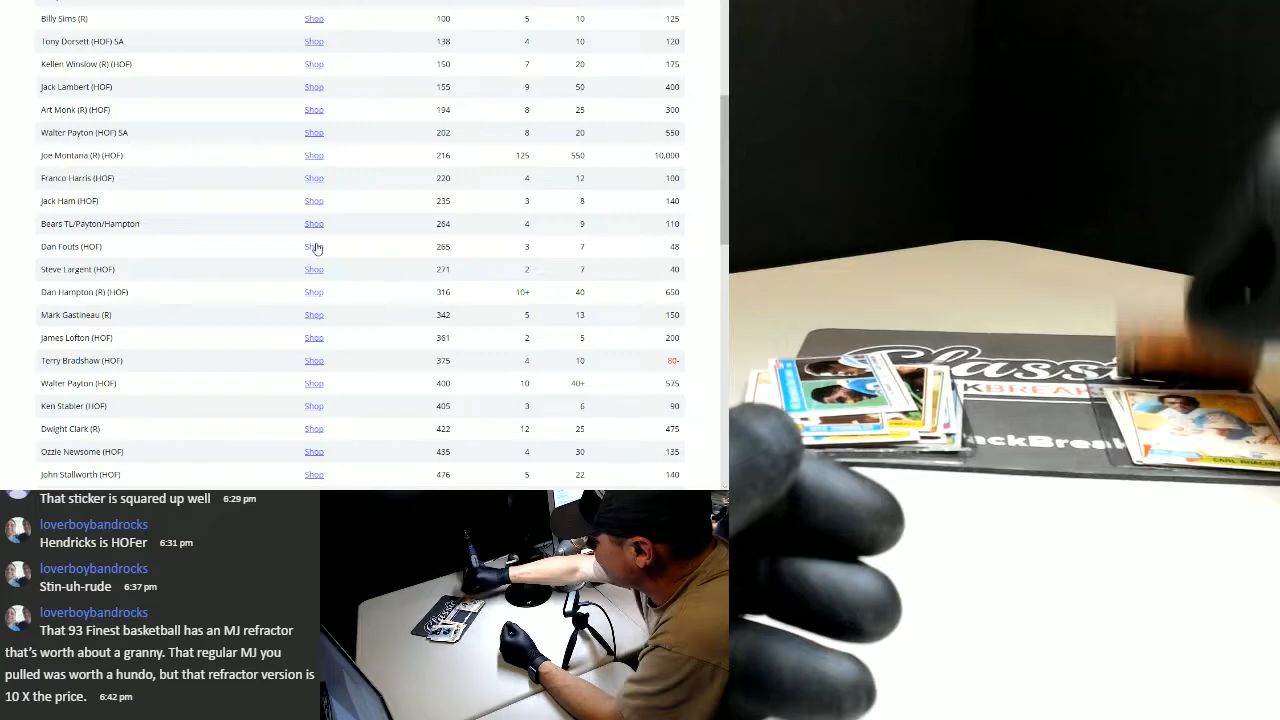 Billy Sims (R) Shop 100 5 10 125
Tony Dorsett (HOF) SA Shop 138 4 10 120
Kellen Winslow (R) (HOF) Shop 150 7 20 175
Jack Lambert (HOF) Shop 155 9 50 400
Art Monk (R) (HOF) Shop 194 8 25 300
Walter Payton (HOF) SA Shop 202 8 20 550
Joe Montana (R) (HOF) Shop 216 125 550 10,000
Franco Harris (HOF) Shop 220 4 12 100
Jack Ham (HOF) Shop 235 3 8 140
Bears TL/Payton/Hampton Shop 264 4 9 110
Dan Fouts (HOF) Shop 265 3 7 48
Steve Largent (HOF) Shop 271 2 7 40
Dan Hampton (R) (HOF) Shop 316 10+ 40 650
Mark Gastineau (R) Shop 342 5 13 150
James Lofton (HOF) Shop 361 2 5 200
Terry Bradshaw (HOF) Shop 375 4 10 80-
Walter Payton (HOF) Shop 400 10 40+ 575
Ken Stabler (HOF) Shop 405 3 6 90
Dwight Clark (R) Shop 422 12 25 475
Ozzie Newsome (HOF) Shop 435 4 30 135
John Stallworth (HOF) Shop 476 5 22 140
That sticker is squared up well 6:29 pm
loverboybandrocks
Hendricks is HOFer 6:31 pm
loverboybandrocks
Stin-uh-rude 6:37 pm
loverboybandrocks
That 93 Finest basketball has an MJ refractor
that's worth about a granny. That regular MJ you
pulled was worth a hundo, but that refractor version is
10 X the price. 6:42 pm
Classic
KBREAKS
ackBrea